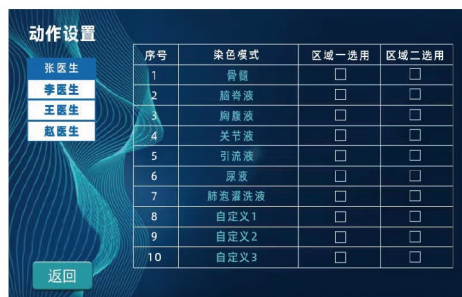 动作设置
张医生
李医生
王医生
赵医生
序号 染色模式 区域一选用 区域二选用
1 骨髓 □ □
2 脑脊液 □ □
3 胸腹液 □ □
4 关节液 □ □
5 引流液 □ □
6 尿液 □ □
7 肺泡灌洗液 □ □
8 自定义1 □ □
9 自定义2 □ □
10 自定义3 □ □
返回